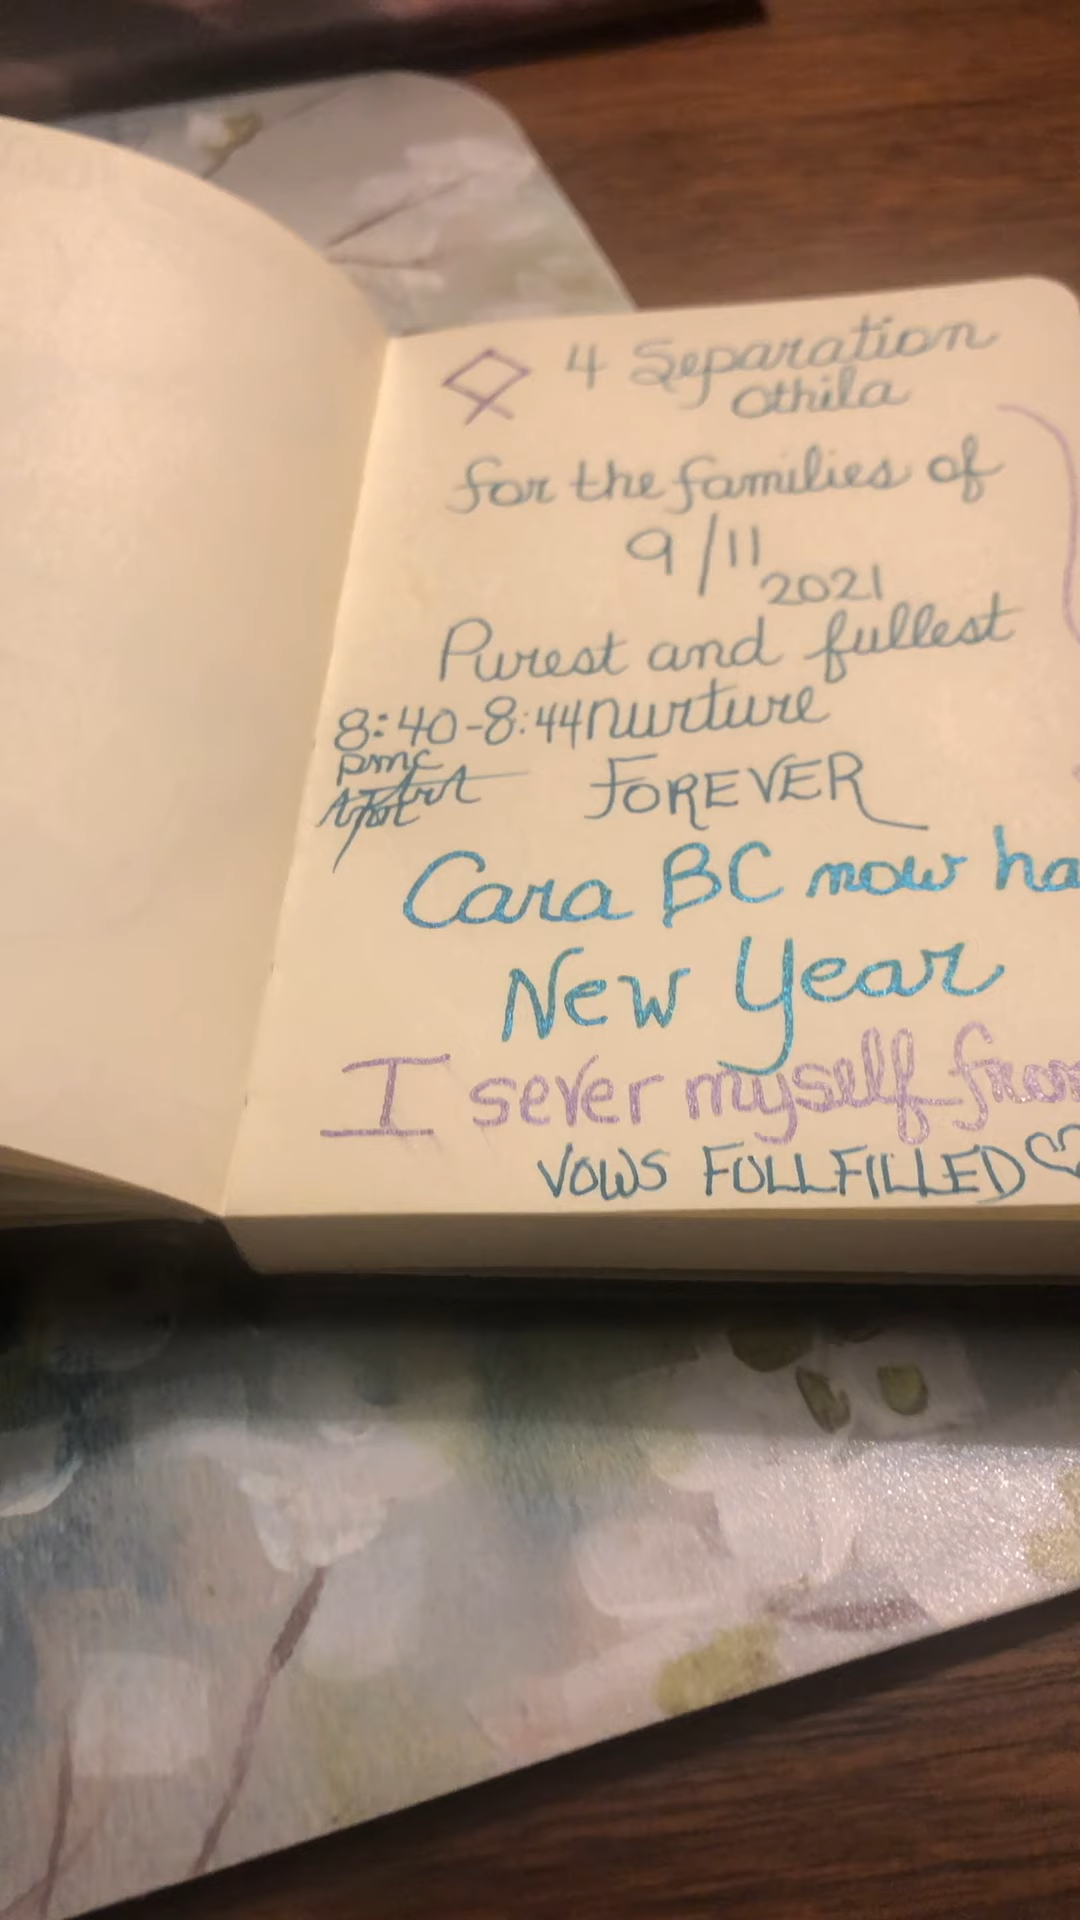 4 Separation
Othila
for the families of
9/11
2021
Purest and fullest
8:40-8:44 nurture
pmc
FOREVER
Cara BC now ha
New Year
I sever myself from
VOWS FULLFILLED